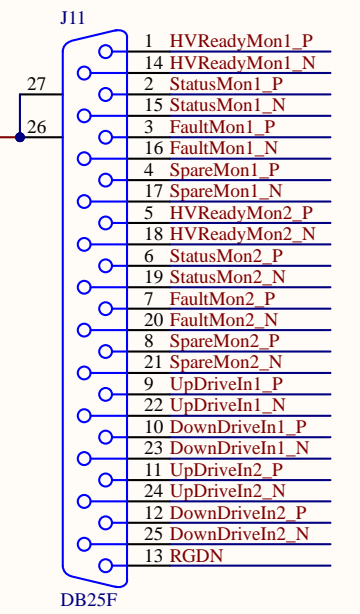 J11
1 HVReadyMon1_P
14 HVReadyMon1_N
27
2 StatusMon1_P
15 StatusMon1_N
26
3 FaultMon1_P
16 FaultMon1_N
4 SpareMon1_P
17 SpareMon1_N
5 HVReadyMon2_P
18 HVReadyMon2_N
6 StatusMon2_P
19 StatusMon2_N
7 FaultMon2_P
20 FaultMon2_N
8 SpareMon2_P
21 SpareMon2_N
9 UpDriveIn1_P
22 UpDriveIn1_N
10 DownDriveIn1_P
23 DownDriveIn1_N
11 UpDriveIn2_P
24 UpDriveIn2_N
12 DownDriveIn2_P
25 DownDriveIn2_N
13 RGDN
DB25F